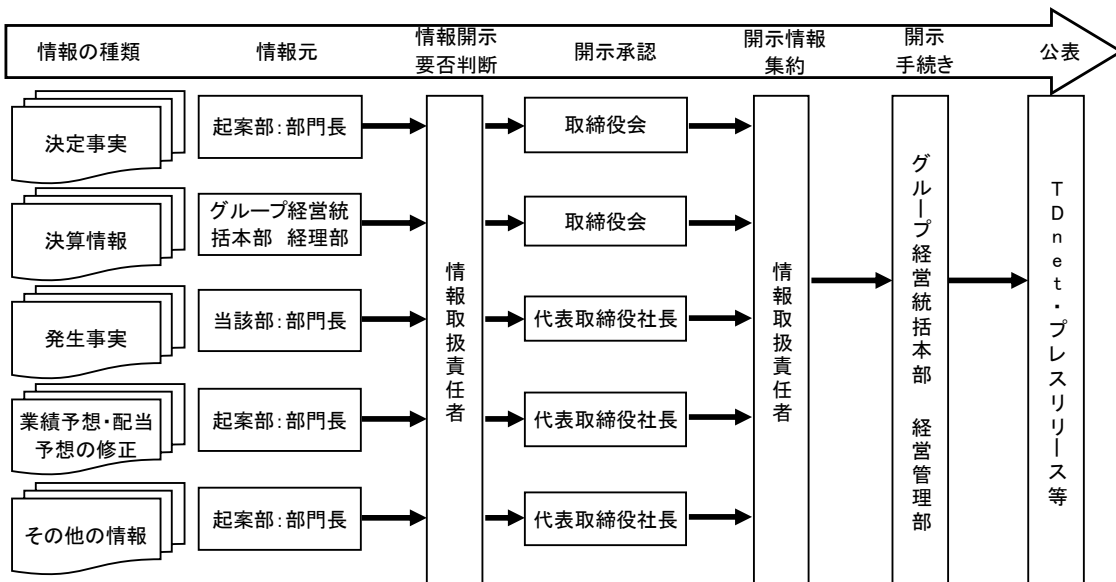 情報の種類
情報元
情報開示
要否判断
開示承認
開示情報
集約
開示
手続き
公表
決定事実
起案部：部門長
取締役会
決算情報
グループ経営統
括本部　経理部
取締役会
発生事実
当該部：部門長
代表取締役社長
業績予想・配当
予想の修正
起案部：部門長
代表取締役社長
その他の情報
起案部：部門長
代表取締役社長
情報取扱責任者
情報取扱責任者
グループ経営統括本部　経営管理部
TDnet・プレスリリース等